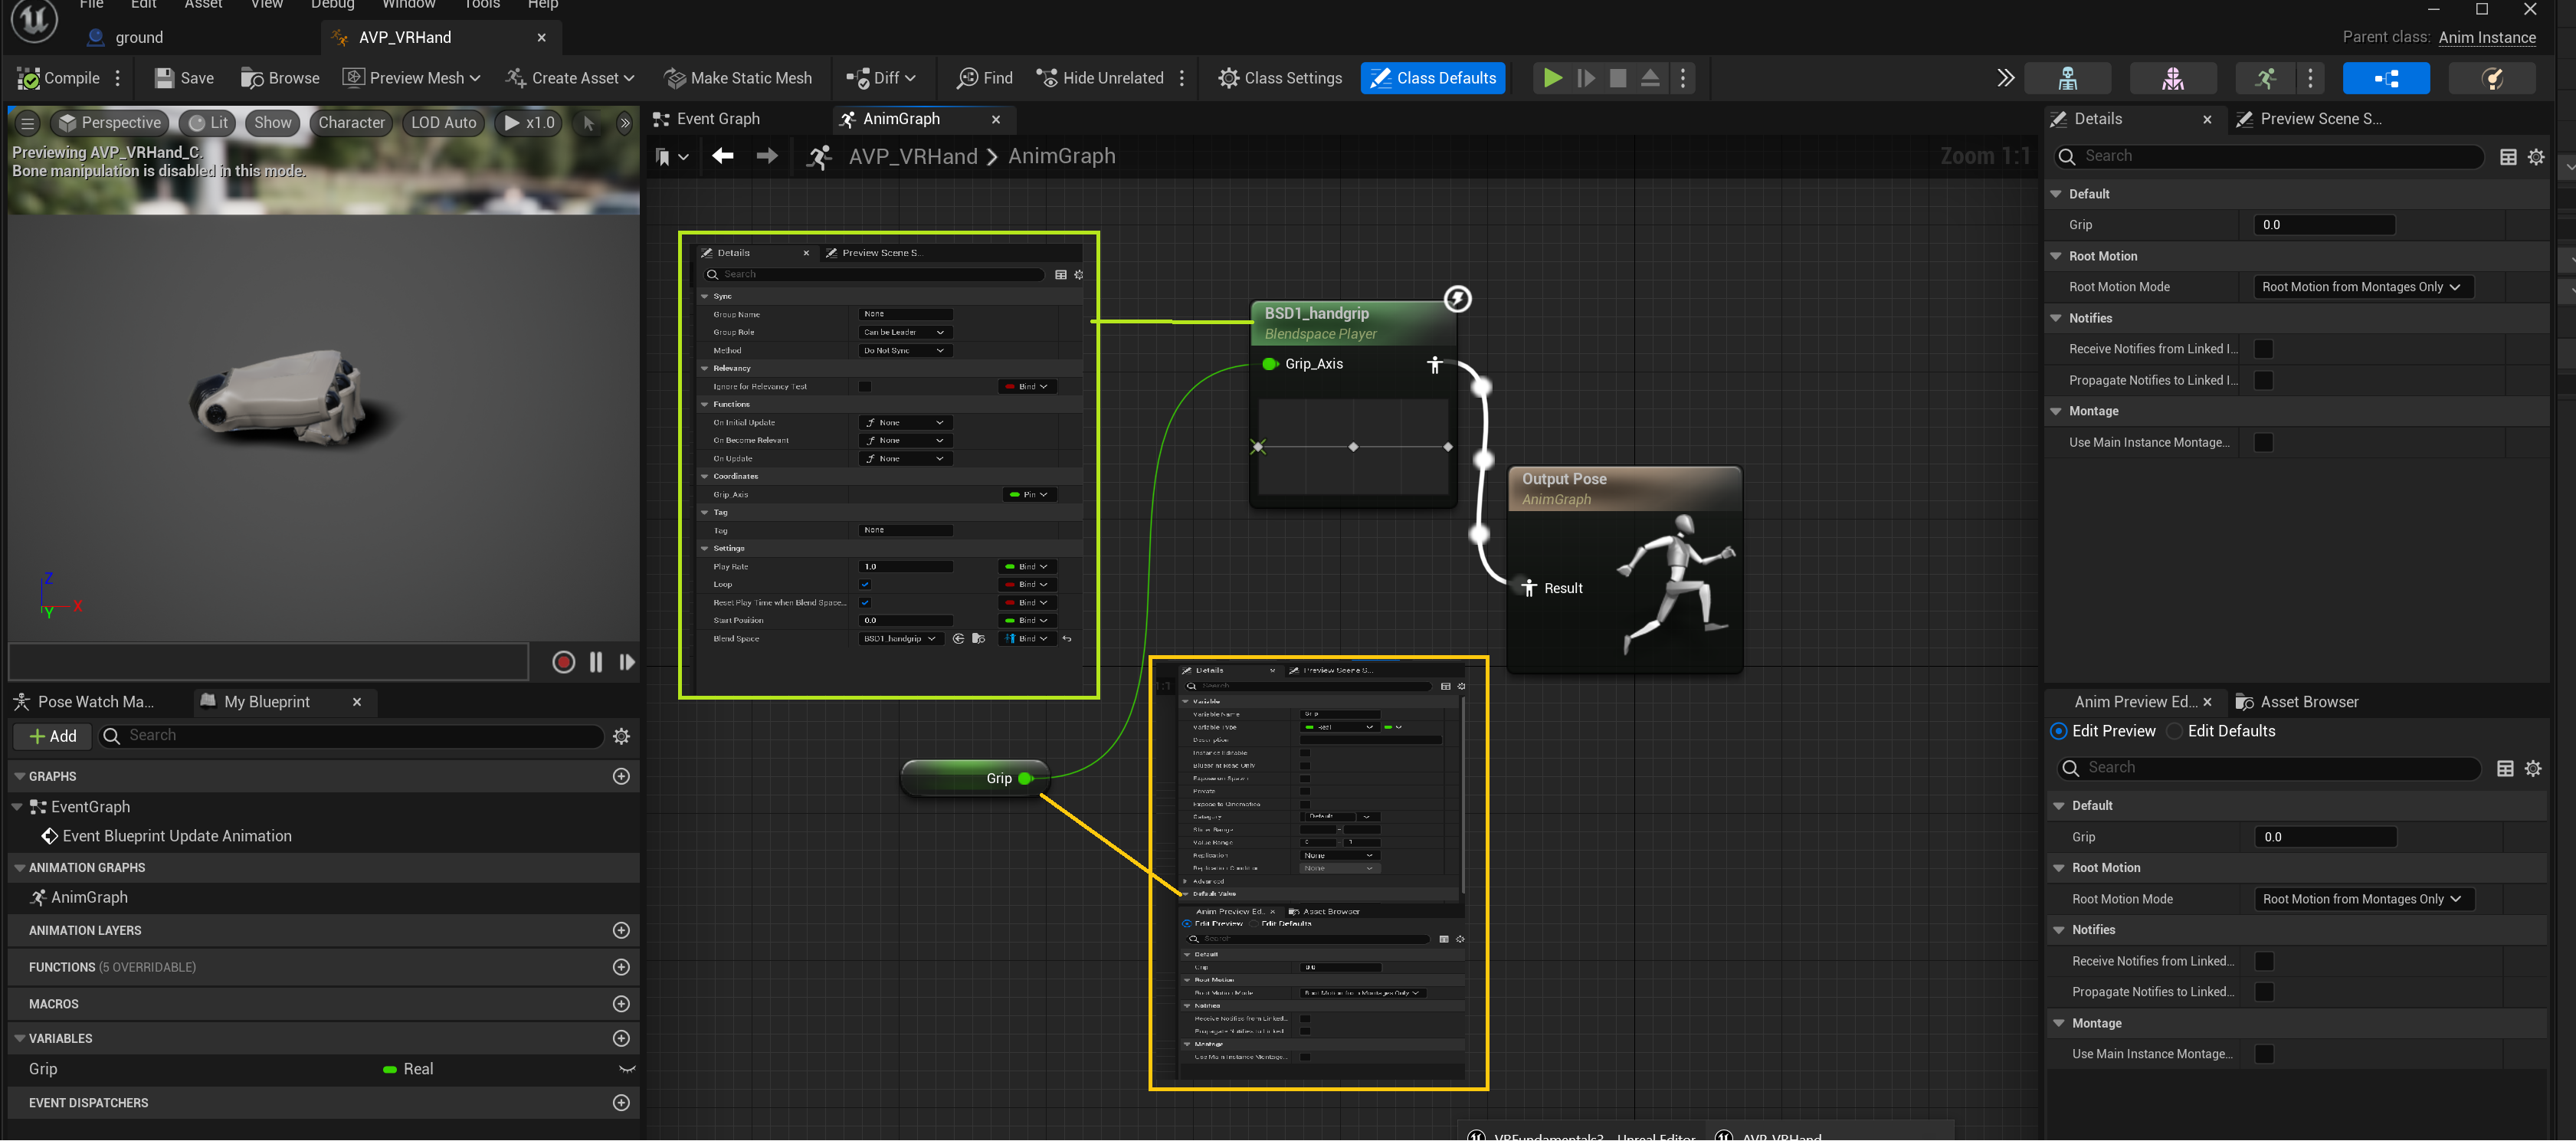 File Edit Asset View Debug Window Tools Help
ground
AVP_VRHand
Parent class: Anim Instance
Compile Save Browse Preview Mesh Create Asset Make Static Mesh Diff Find Hide Unrelated Class Settings Class Defaults
Perspective Lit Show Character LOD Auto x1.0
Previewing AVP_VRHand_C.
Bone manipulation is disabled in this mode.
Z
X
Y
Pose Watch Ma...
My Blueprint
Add
Search
GRAPHS
EventGraph
Event Blueprint Update Animation
ANIMATION GRAPHS
AnimGraph
ANIMATION LAYERS
FUNCTIONS (5 OVERRIDABLE)
MACROS
VARIABLES
Grip Real
EVENT DISPATCHERS
Event Graph
AnimGraph
AVP_VRHand > AnimGraph
Zoom 1:1
Details
Preview Scene S...
Search
Sync
Group Name None
Group Role Can be Leader
Method Do Not Sync
Relevancy
Ignore for Relevancy Test Bind
Functions
On Initial Update None
On Become Relevant None
On Update None
Coordinates
Grip_Axis Pin
Tag
Tag None
Settings
Play Rate 1.0 Bind
Loop Bind
Reset Play Time when Blend Space... Bind
Start Position 0.0 Bind
Blend Space BSD1_handgrip Bind
BSD1_handgrip
Blendspace Player
Grip_Axis
Output Pose
AnimGraph
Result
Grip
Details
Preview Scene S...
Search
Variable
Variable Name Grip
Variable Type Real
Description
Instance Editable
Blueprint Read Only
Expose on Spawn
Private
Expose to Cinematics
Category Default
Slider Range
Value Range 0 1
Replication None
Replication Condition None
Advanced
Default Value
Anim Preview Ed...
Asset Browser
Edit Preview Edit Defaults
Search
Default
Grip 0.0
Root Motion
Root Motion Mode Root Motion from Montages Only
Notifies
Receive Notifies from Linked...
Propagate Notifies to Linked...
Montage
Use Main Instance Montage...
VRFundamentals3 - Unreal Editor
AVP_VRHand
Details
Preview Scene S...
Search
Default
Grip 0.0
Root Motion
Root Motion Mode Root Motion from Montages Only
Notifies
Receive Notifies from Linked I...
Propagate Notifies to Linked I...
Montage
Use Main Instance Montage...
Anim Preview Ed...
Asset Browser
Edit Preview Edit Defaults
Search
Default
Grip 0.0
Root Motion
Root Motion Mode Root Motion from Montages Only
Notifies
Receive Notifies from Linked...
Propagate Notifies to Linked...
Montage
Use Main Instance Montage...